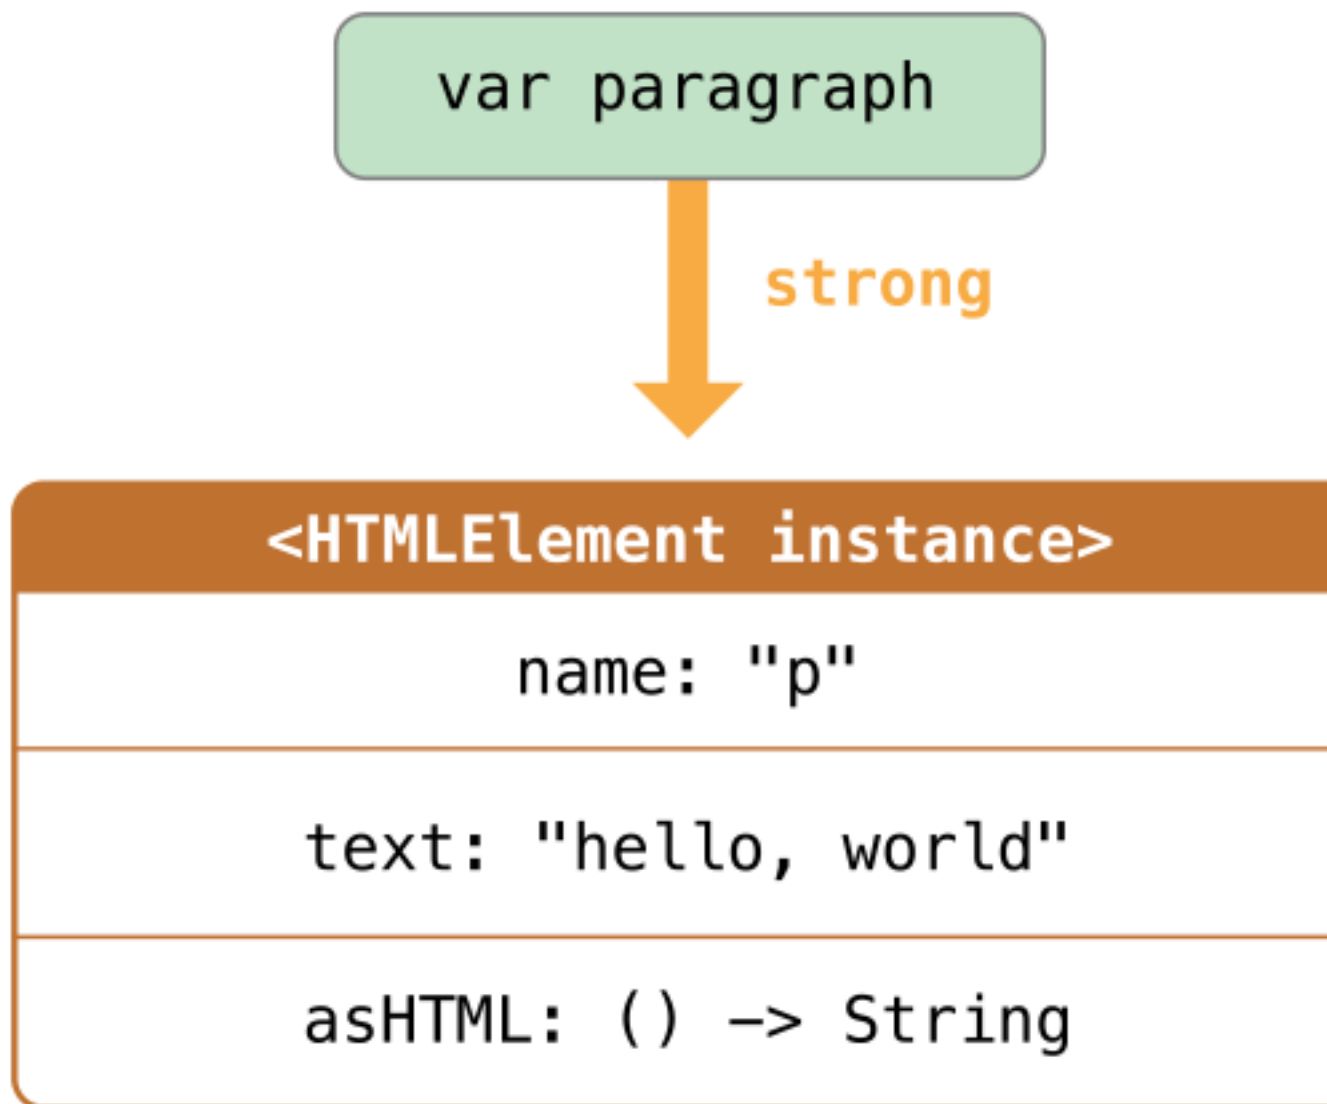 var paragraph
strong
<HTMLElement instance>
name: "p"
text: "hello, world"
asHTML: () -> String